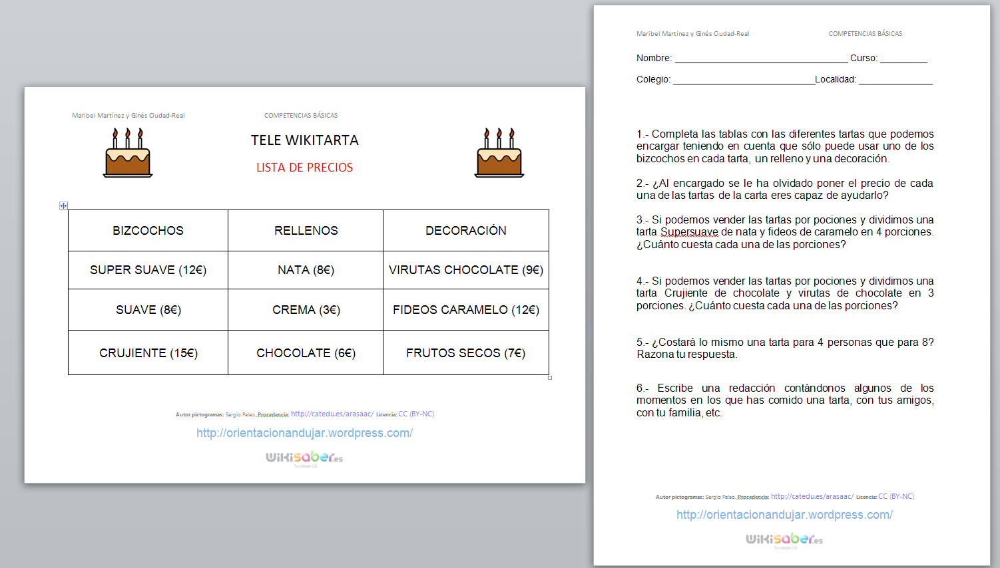 Maribel Martínez y Ginés Ciudad-Real COMPETENCIAS BÁSICAS
TELE WIKITARTA
LISTA DE PRECIOS
BIZCOCHOS RELLENOS DECORACIÓN
SUPER SUAVE (12€) NATA (8€) VIRUTAS CHOCOLATE (9€)
SUAVE (8€) CREMA (3€) FIDEOS CARAMELO (12€)
CRUJIENTE (15€) CHOCOLATE (6€) FRUTOS SECOS (7€)
Autor pictogramas: Sergio Palao. Procedencia: http://catedu.es/arasaac/ Licencia: CC (BY-NC)
http://orientacionandujar.wordpress.com/
wikisaber.es
Tu colegio 2.0
Maribel Martínez y Ginés Ciudad-Real COMPETENCIAS BÁSICAS
Nombre: ________________________________ Curso: _________
Colegio: ___________________________Localidad: ______________
1.- Completa las tablas con las diferentes tartas que podemos
encargar teniendo en cuenta que sólo puede usar uno de los
bizcochos en cada tarta, un relleno y una decoración.
2.- ¿Al encargado se le ha olvidado poner el precio de cada
una de las tartas de la carta eres capaz de ayudarlo?
3.- Si podemos vender las tartas por pociones y dividimos una
tarta Supersuave de nata y fideos de caramelo en 4 porciones.
¿Cuánto cuesta cada una de las porciones?
4.- Si podemos vender las tartas por pociones y dividimos una
tarta Crujiente de chocolate y virutas de chocolate en 3
porciones. ¿Cuánto cuesta cada una de las porciones?
5.- ¿Costará lo mismo una tarta para 4 personas que para 8?
Razona tu respuesta.
6.- Escribe una redacción contándonos algunos de los
momentos en los que has comido una tarta, con tus amigos,
con tu familia, etc.
Autor pictogramas: Sergio Palao. Procedencia: http://catedu.es/arasaac/ Licencia: CC (BY-NC)
http://orientacionandujar.wordpress.com/
wikisaber.es
Tu colegio 2.0